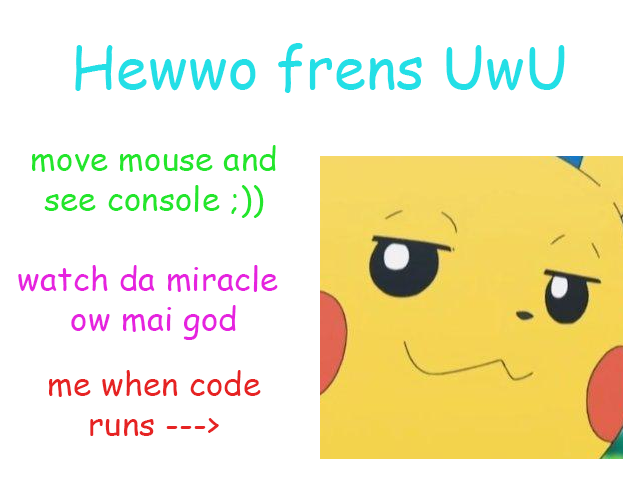 Hewwo frens UwU
move mouse and
see console ;))
watch da miracle
ow mai god
me when code
runs --->